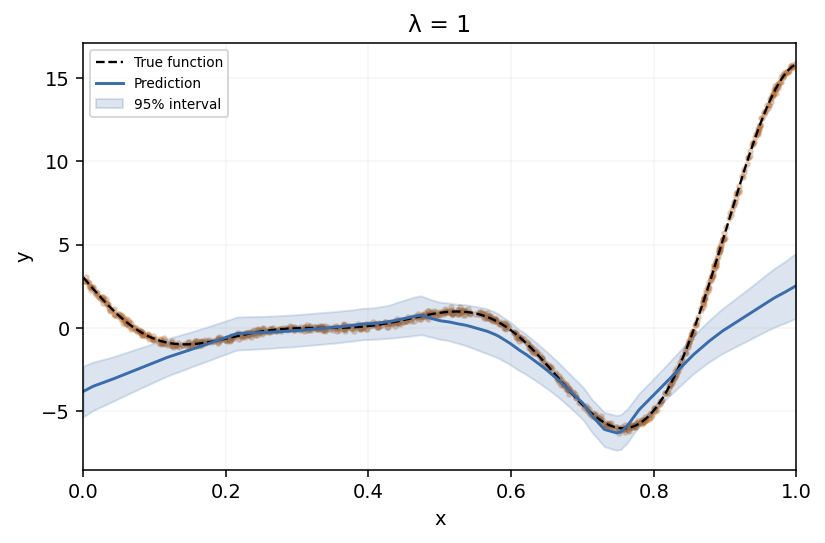 λ = 1
True function
Prediction
95% interval
y
15
10
5
0
−5
0.0 0.2 0.4 0.6 0.8 1.0
x